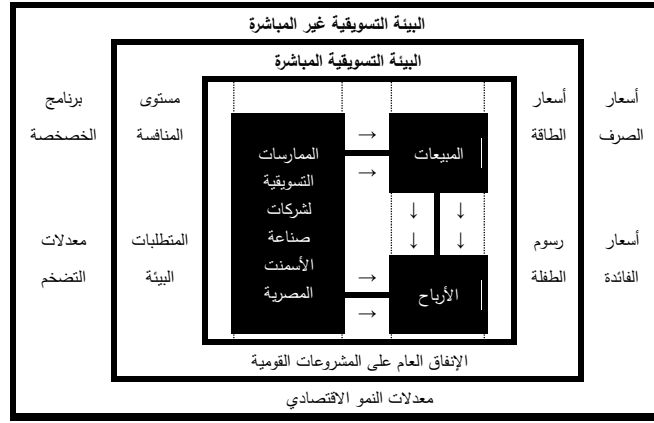 البيئة التسويقية غير المباشرة
البيئة التسويقية المباشرة
أسعار
الصرف
أسعار
الطاقة
المبيعات
→
→
الممارسات
التسويقية
لشركات
صناعة
الأسمنت
المصرية
مستوى
المنافسة
برنامج
الخصخصة
↓ ↓
↓ ↓
أسعار
الفائدة
رسوم
الطفلة
الأرباح
→
→
المتطلبات
البيئة
معدلات
التضخم
الإنفاق العام على المشروعات القومية
معدلات النمو الاقتصادي